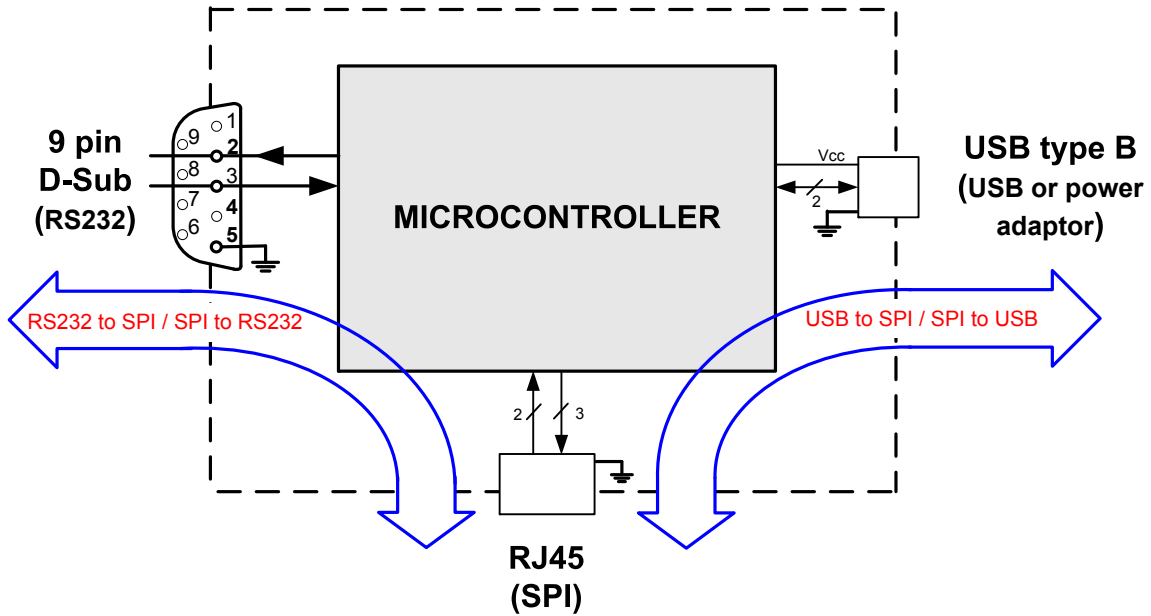 9 pin
D-Sub
(RS232)
1
9
2
8
3
7
4
6
5
MICROCONTROLLER
Vcc
2
USB type B
(USB or power
adaptor)
RS232 to SPI / SPI to RS232
USB to SPI / SPI to USB
2
3
RJ45
(SPI)